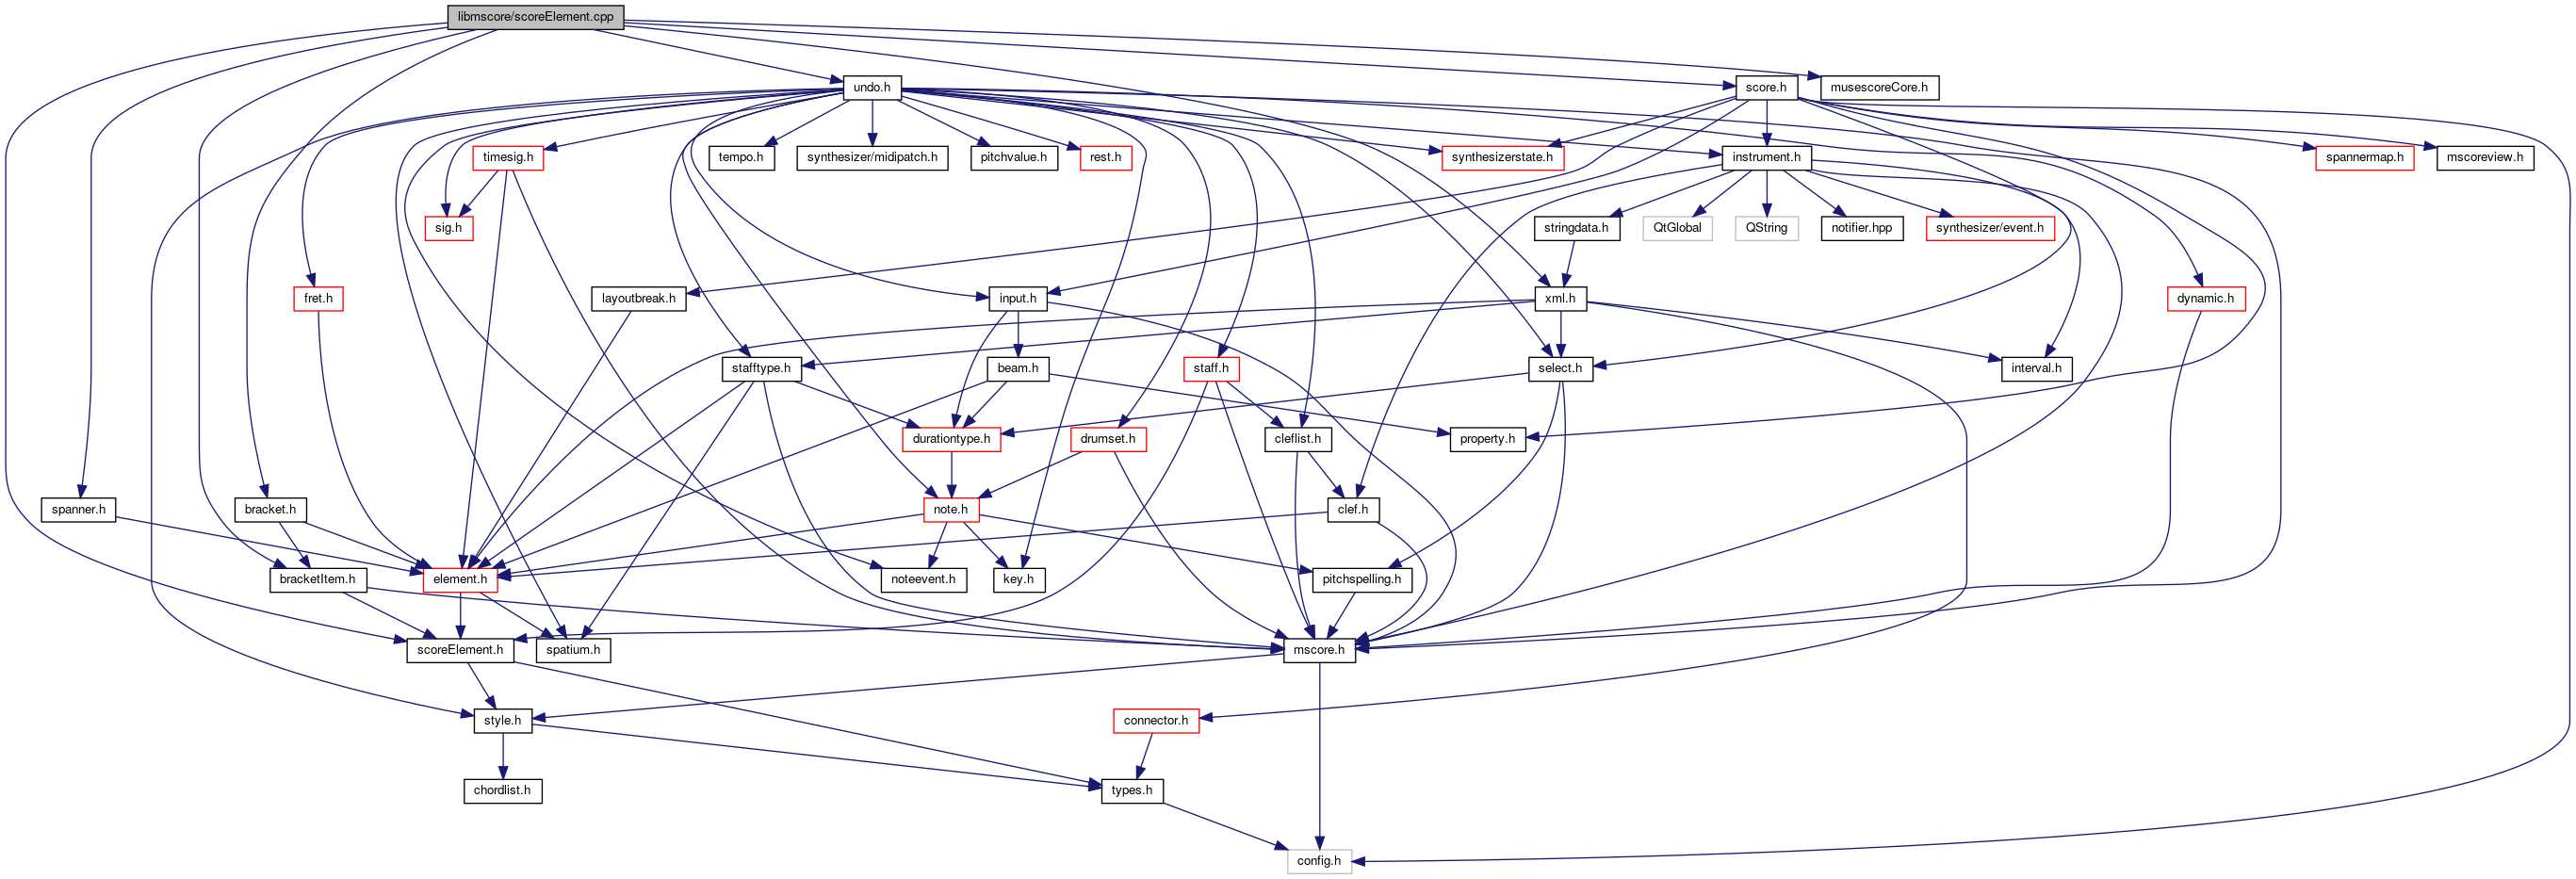 libmscore/scoreElement.cpp
undo.h
score.h
musescoreCore.h
timesig.h
tempo.h
synthesizer/midipatch.h
pitchvalue.h
rest.h
synthesizerstate.h
instrument.h
spannermap.h
mscoreview.h
sig.h
stringdata.h
QtGlobal
QString
notifier.hpp
synthesizer/event.h
fret.h
layoutbreak.h
input.h
xml.h
dynamic.h
stafftype.h
beam.h
staff.h
select.h
interval.h
durationtype.h
drumset.h
cleflist.h
property.h
spanner.h
bracket.h
note.h
clef.h
bracketItem.h
element.h
noteevent.h
key.h
pitchspelling.h
scoreElement.h
spatium.h
mscore.h
style.h
connector.h
chordlist.h
types.h
config.h